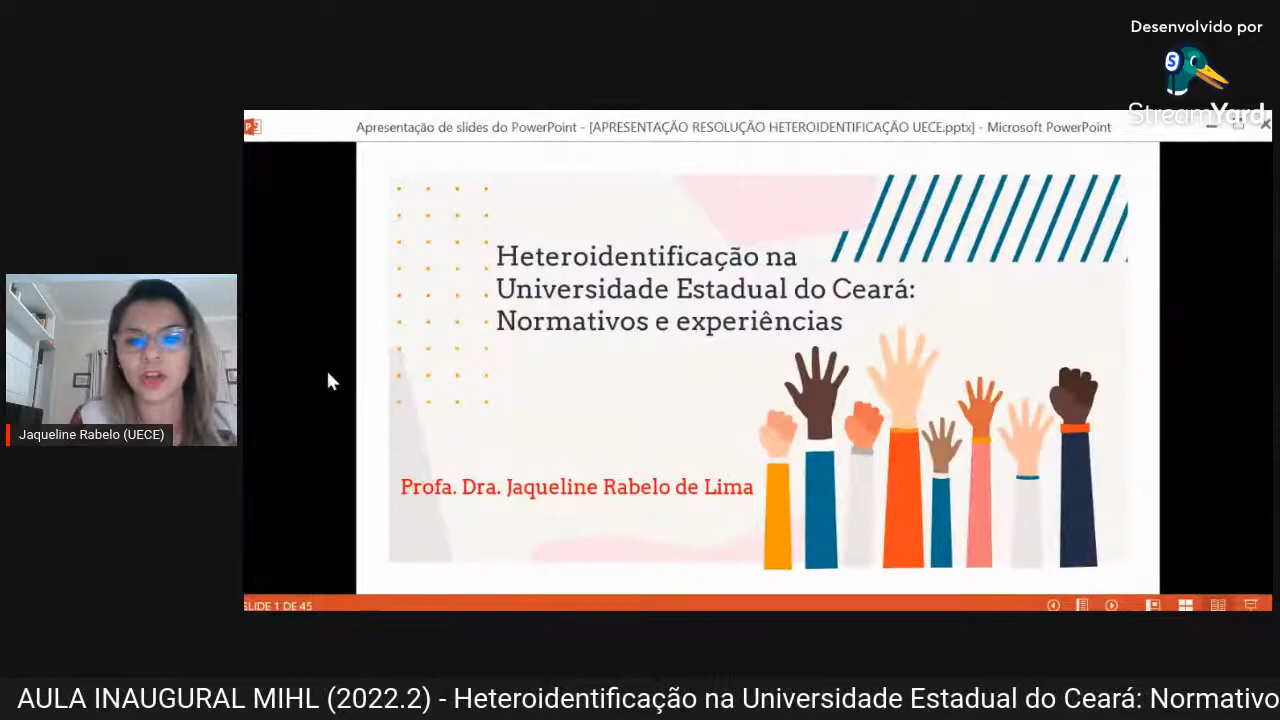 Desenvolvido por
S
StreamYard
Apresentação de slides do PowerPoint - [APRESENTAÇÃO RESOLUÇÃO HETEROIDENTIFICAÇÃO UECE.pptx] - Microsoft PowerPoint
Heteroidentificação na
Universidade Estadual do Ceará:
Normativos e experiências
Jaqueline Rabelo (UECE)
Profa. Dra. Jaqueline Rabelo de Lima
SLIDE 1 DE 45
AULA INAUGURAL MIHL (2022.2) - Heteroidentificação na Universidade Estadual do Ceará: Normativo